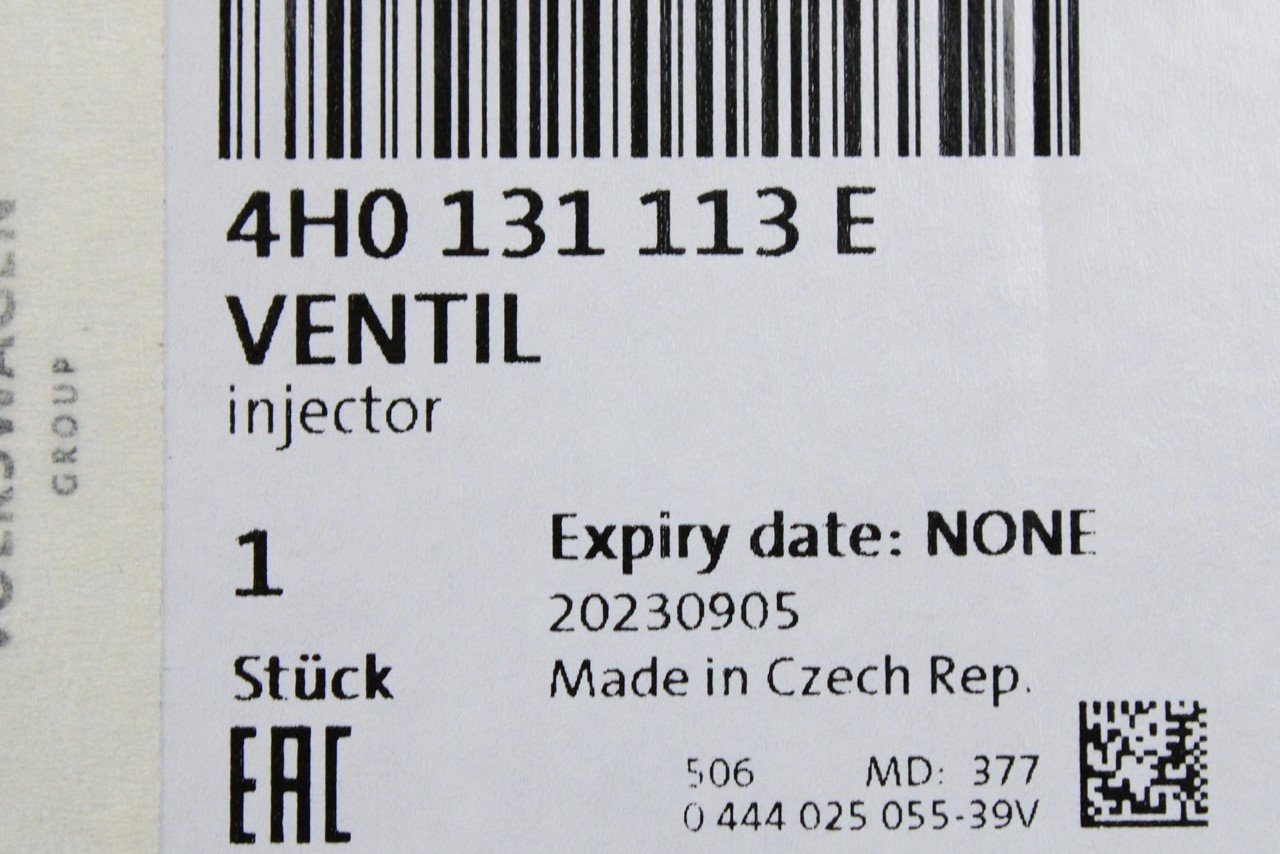 4H0 131 113 E
VENTIL
injector
1
Stück
Expiry date: NONE
20230905
Made in Czech Rep.
EAC
506 MD: 377
0 444 025 055-39V
VOLKSWAGEN
GROUP